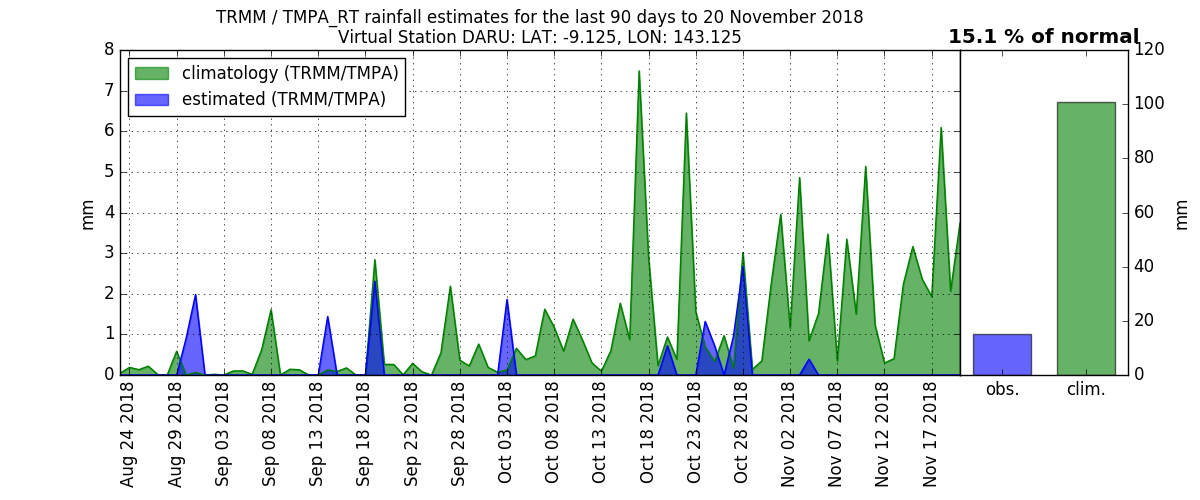 TRMM / TMPA_RT rainfall estimates for the last 90 days to 20 November 2018
Virtual Station DARU: LAT: -9.125, LON: 143.125
15.1 % of normal
climatology (TRMM/TMPA)
estimated (TRMM/TMPA)
8
7
6
5
4
3
2
1
0
mm
Aug 24 2018
Aug 29 2018
Sep 03 2018
Sep 08 2018
Sep 13 2018
Sep 18 2018
Sep 23 2018
Sep 28 2018
Oct 03 2018
Oct 08 2018
Oct 13 2018
Oct 18 2018
Oct 23 2018
Oct 28 2018
Nov 02 2018
Nov 07 2018
Nov 12 2018
Nov 17 2018
obs.
clim.
120
100
80
60
40
20
0
mm